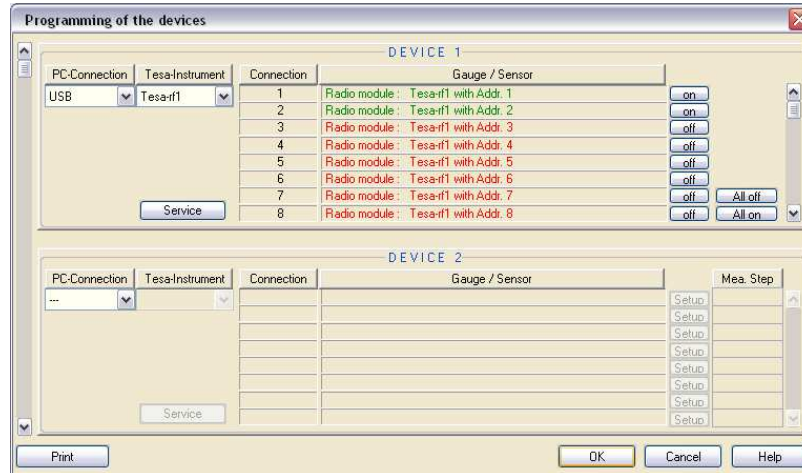 Programming of the devices
DEVICE 1
PC-Connection Tesa-Instrument Connection Gauge / Sensor
USB Tesa-rf1 1 Radio module : Tesa-rf1 with Addr. 1 on
2 Radio module : Tesa-rf1 with Addr. 2 on
3 Radio module : Tesa-rf1 with Addr. 3 off
4 Radio module : Tesa-rf1 with Addr. 4 off
5 Radio module : Tesa-rf1 with Addr. 5 off
6 Radio module : Tesa-rf1 with Addr. 6 off
7 Radio module : Tesa-rf1 with Addr. 7 off All off
Service 8 Radio module : Tesa-rf1 with Addr. 8 off All on
DEVICE 2
PC-Connection Tesa-Instrument Connection Gauge / Sensor Mea. Step
--- Setup
Setup
Setup
Setup
Setup
Setup
Setup
Service Setup
Print OK Cancel Help